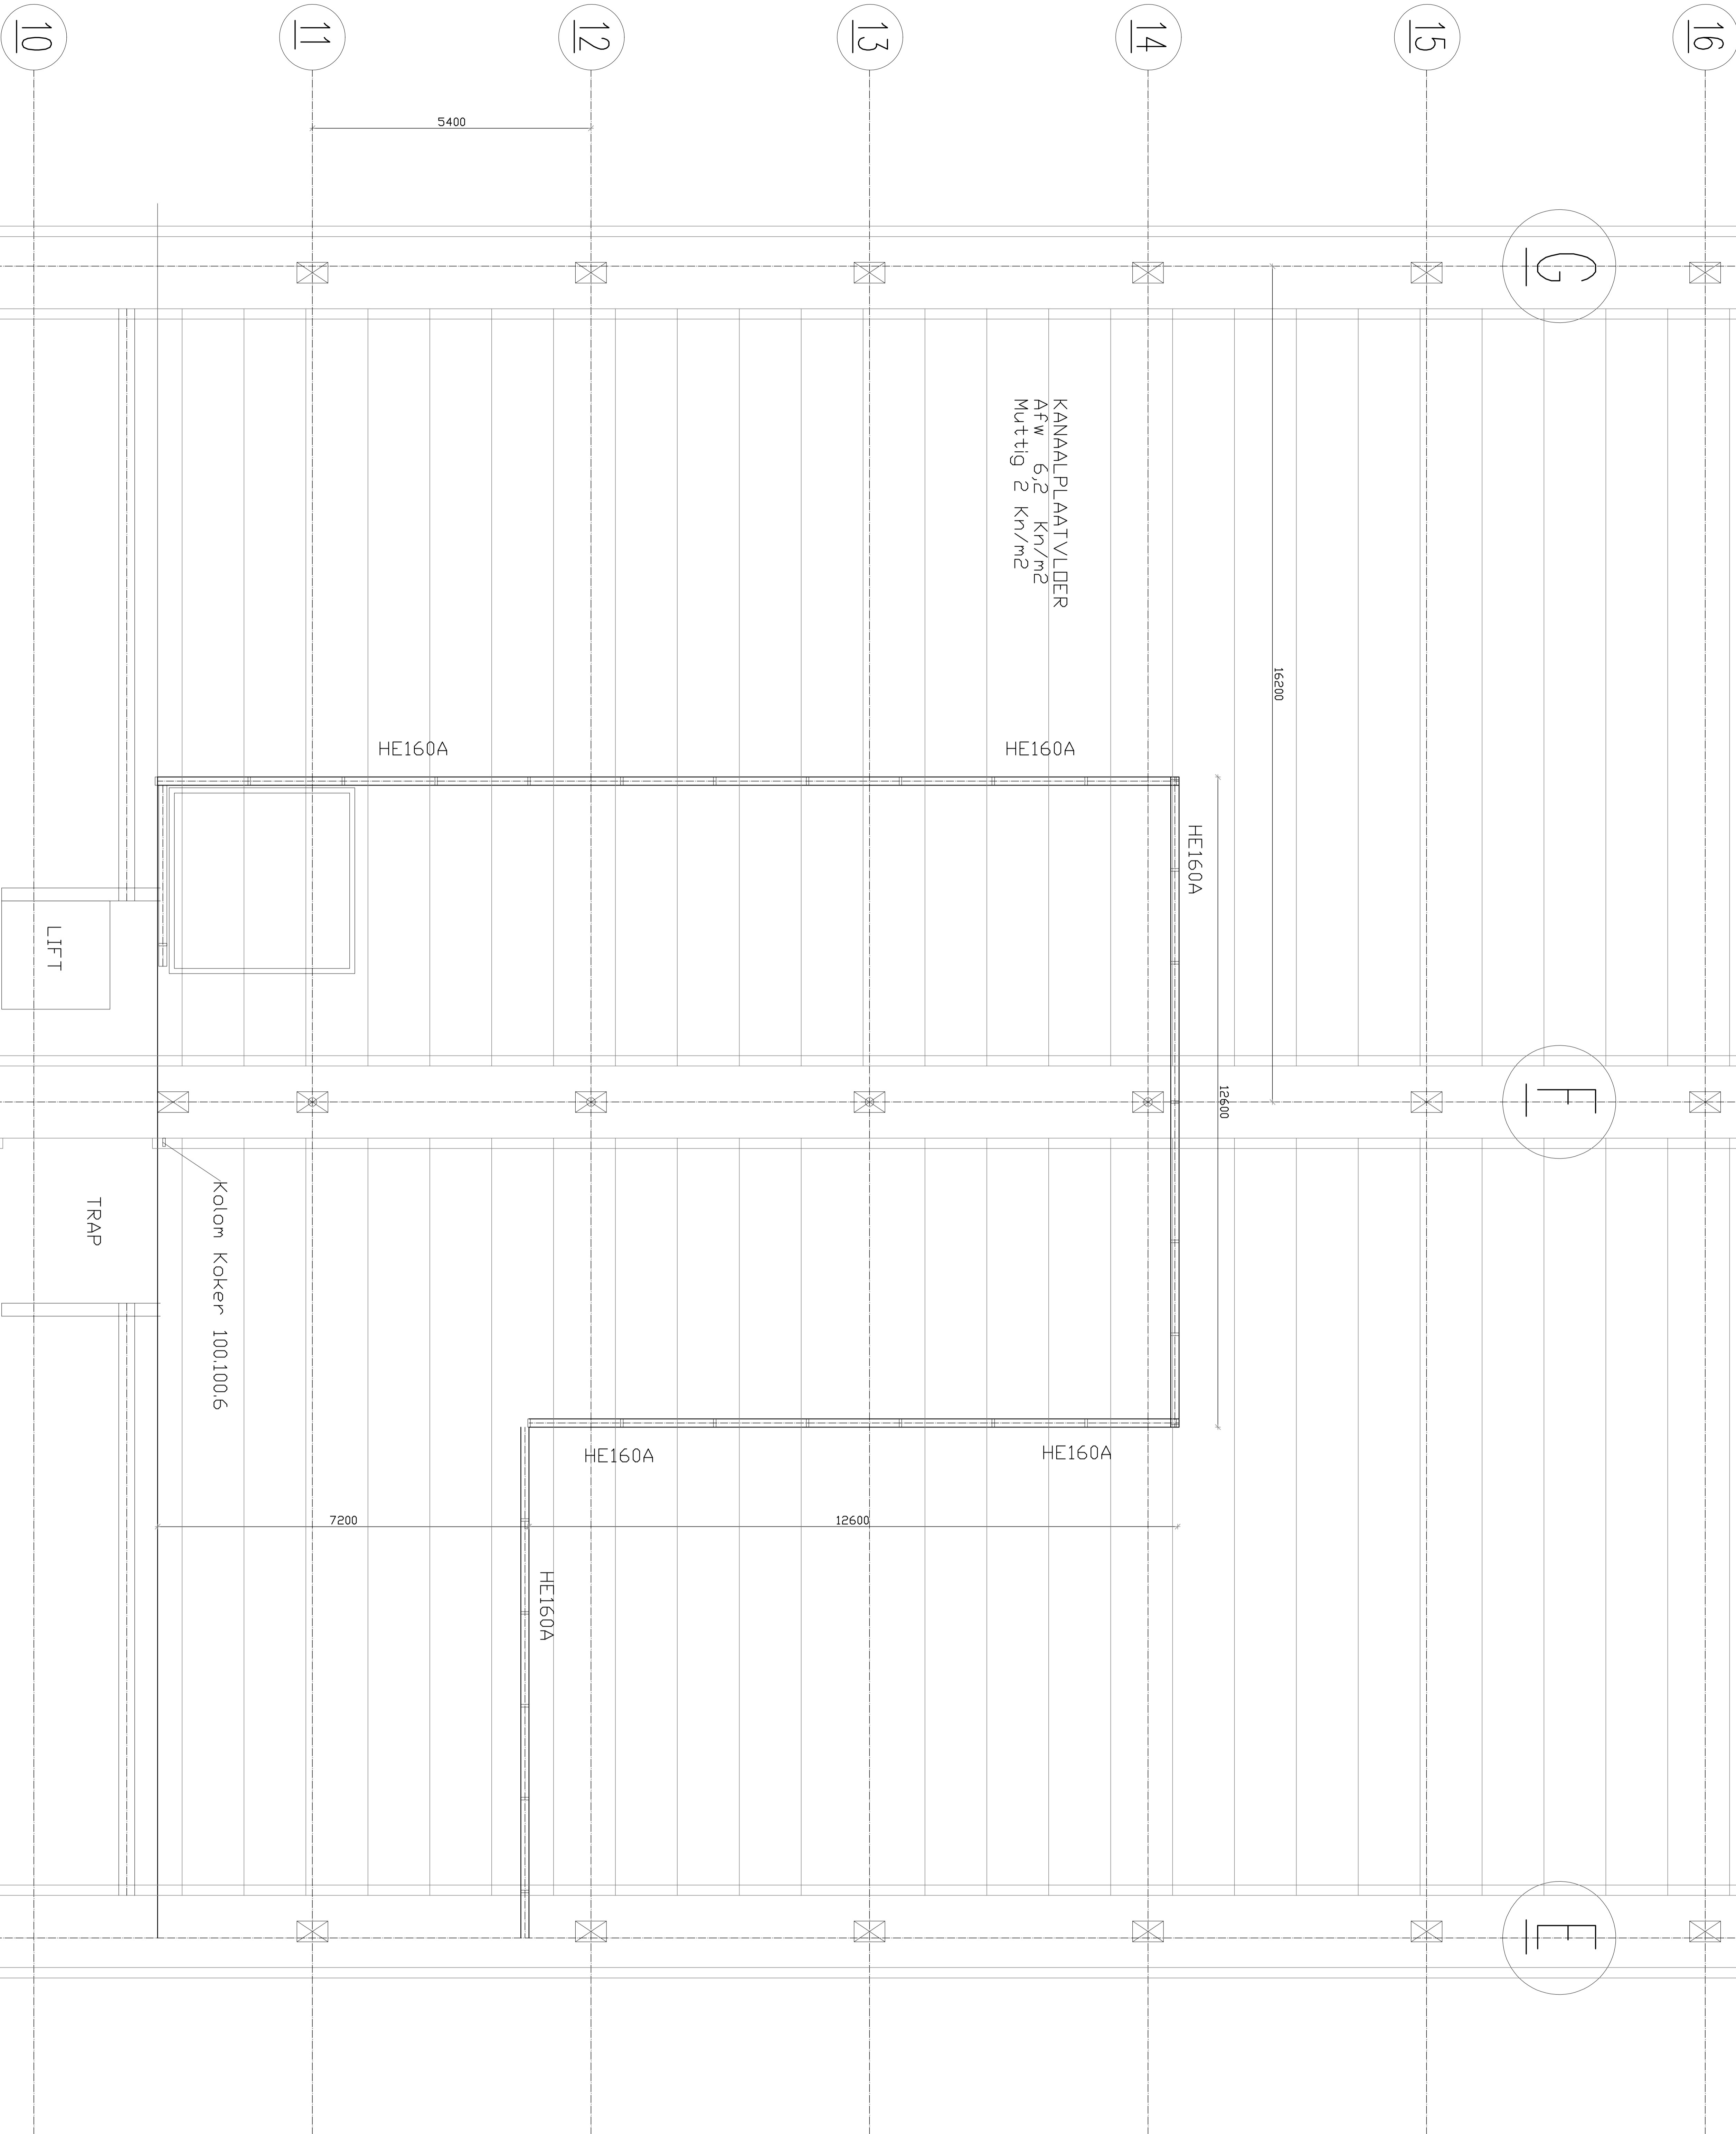 10
11
12
13
14
15
16
5400
G
KANAALPLAATVLOER
Afw 6,2 Kn/m2
Muttig 2 Kn/m2
16200
HE160A
HE160A
HE160A
LIFT
F
12600
Kolom Koker 100.100.6
TRAP
HE160A
HE160A
7200
12600
HE160A
E